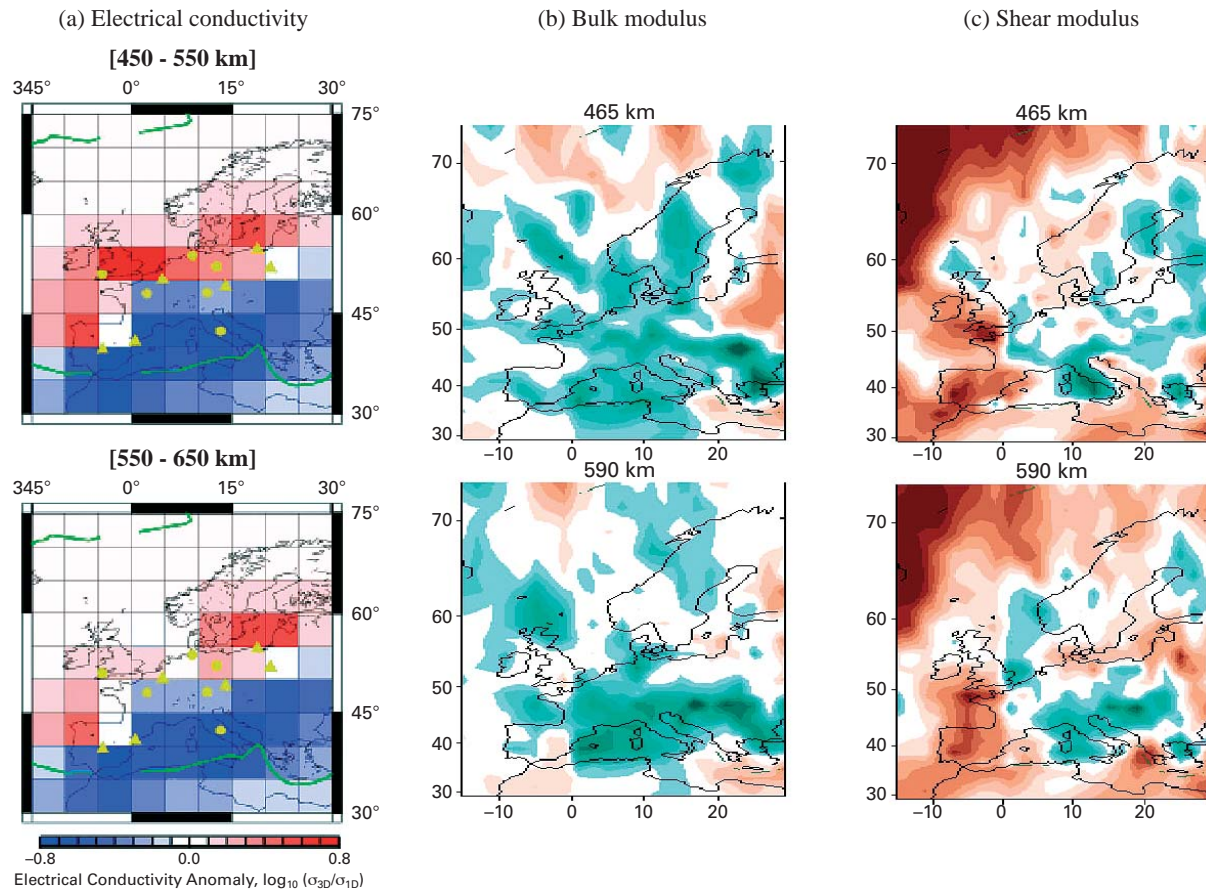 (a) Electrical conductivity
(b) Bulk modulus
(c) Shear modulus
[450 - 550 km]
345° 0° 15° 30°
75°
60°
45°
30°
465 km
70
60
50
40
30
−10 0 10 20
465 km
70
60
50
40
30
−10 0 10 20
[550 - 650 km]
345° 0° 15° 30°
75°
60°
45°
30°
590 km
70
60
50
40
30
−10 0 10 20
590 km
70
60
50
40
30
−10 0 10 20
−0.8 0.0 0.8
Electrical Conductivity Anomaly, log₁₀ (σ₃D/σ₁D)